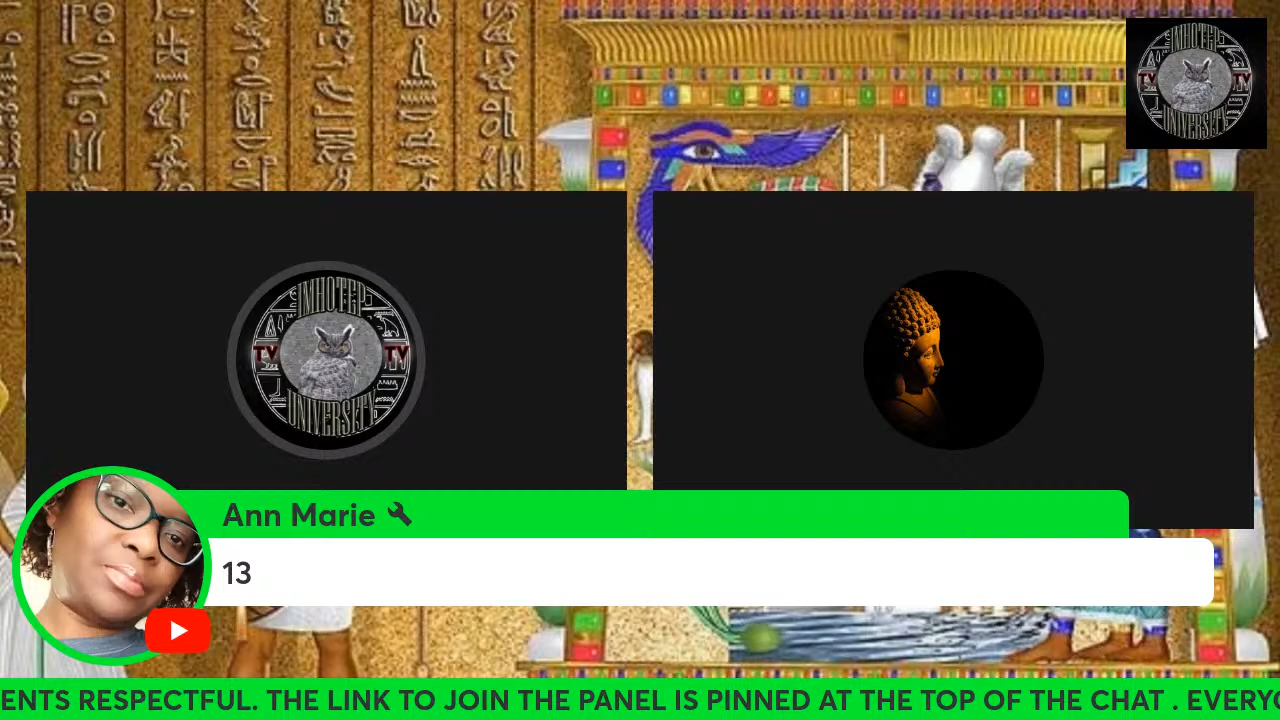 IMHOTEP
TV TV
UNIVERSITY
IMHOTEP
TV TV
UNIVERSITY
Ann Marie
13
ENTS RESPECTFUL. THE LINK TO JOIN THE PANEL IS PINNED AT THE TOP OF THE CHAT . EVERYO